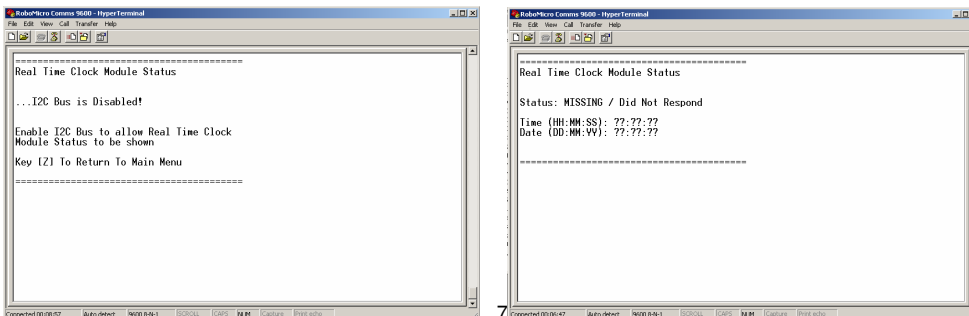 RoboMicro Comms 9600 - HyperTerminal
File Edit View Call Transfer Help
==========================================
Real Time Clock Module Status
...I2C Bus is Disabled!
Enable I2C Bus to allow Real Time Clock
Module Status to be shown
Key [Z] To Return To Main Menu
==========================================
Connected 00:08:57 Auto detect 9600 8-N-1 SCROLL CAPS NUM Capture Print echo
7
RoboMicro Comms 9600 - HyperTerminal
File Edit View Call Transfer Help
==========================================
Real Time Clock Module Status
Status: MISSING / Did Not Respond
Time (HH:MM:SS): ??:??:??
Date (DD:MM:YY): ??:??:??
==========================================
Connected 00:06:47 Auto detect 9600 8-N-1 SCROLL CAPS NUM Capture Print echo